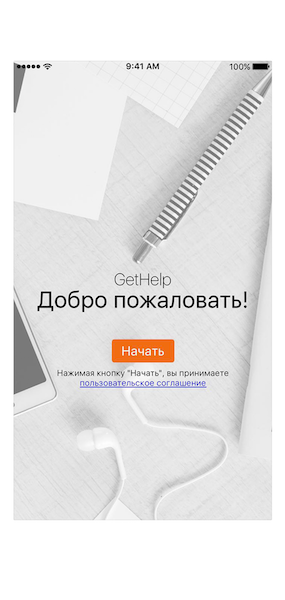 9:41 AM 100%
GetHelp
Добро пожаловать!
Начать
Нажимая кнопку "Начать", вы принимаете
пользовательское соглашение